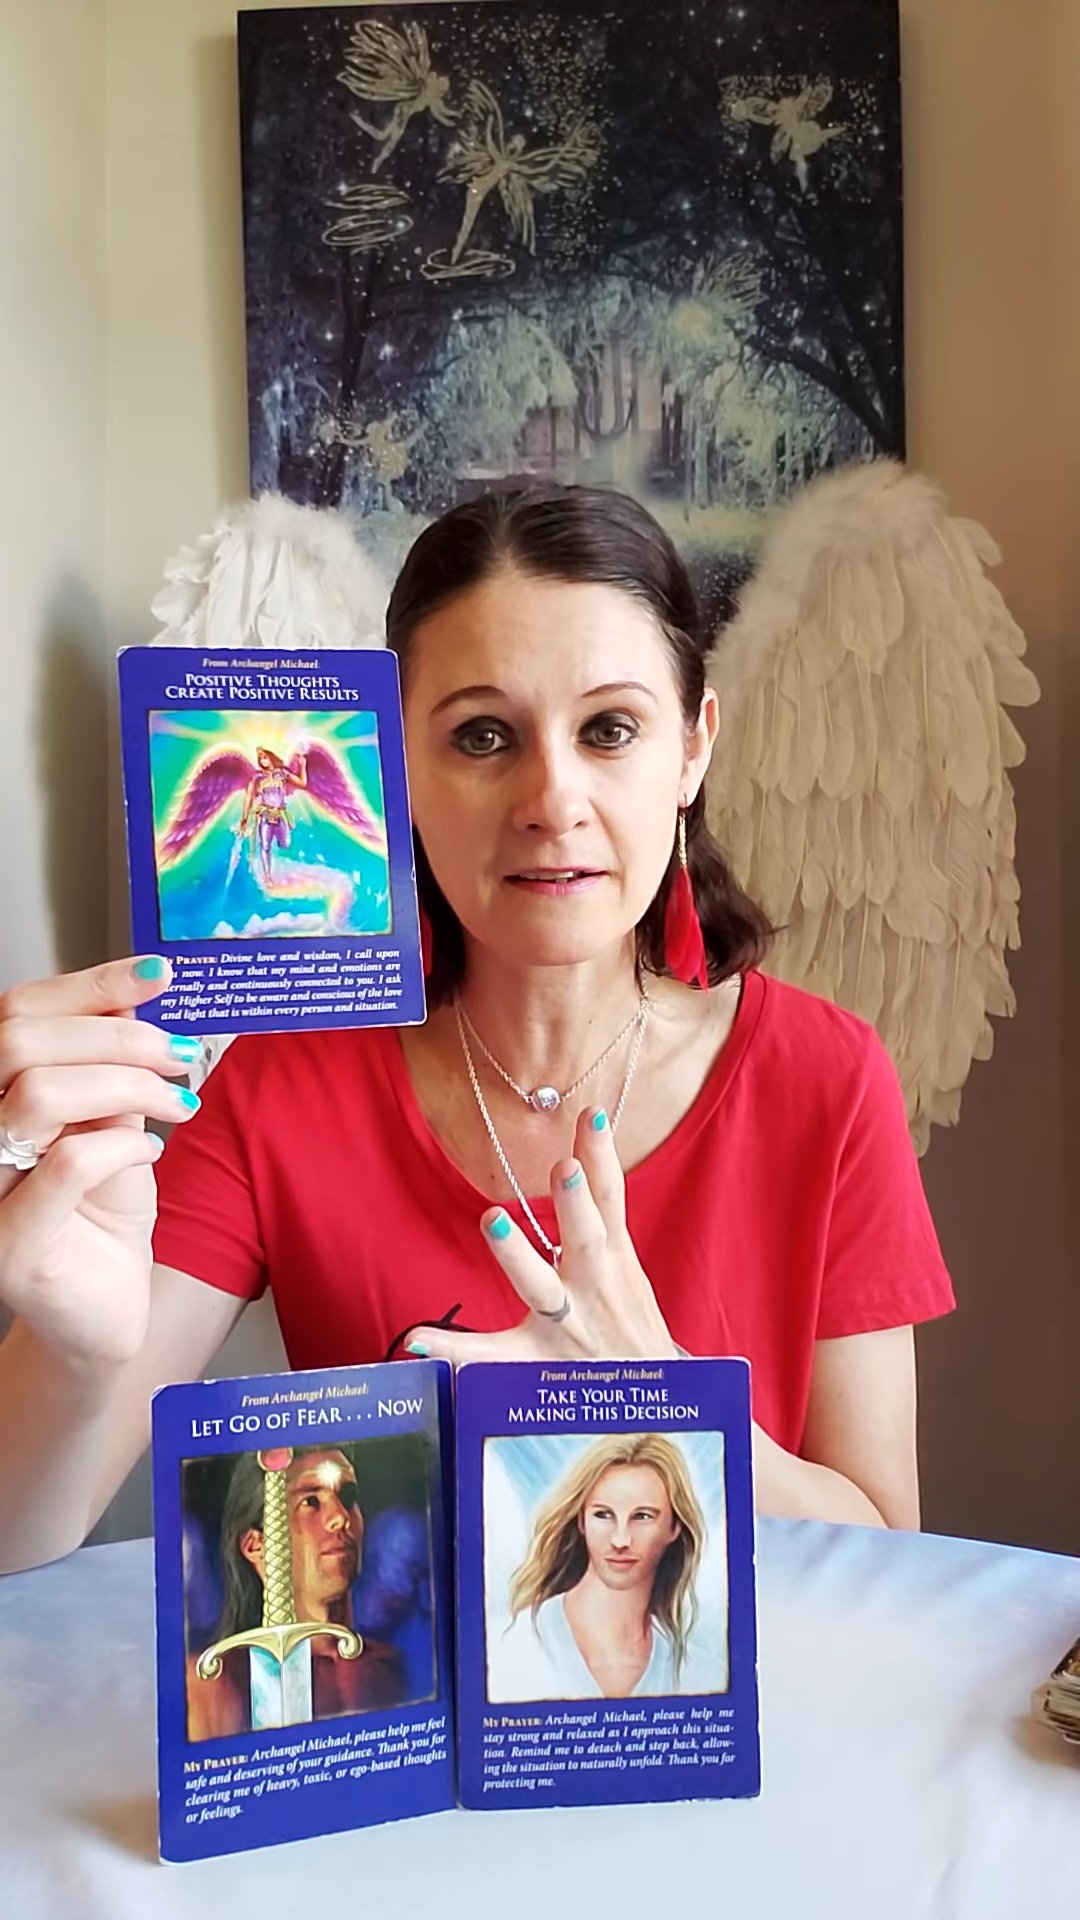 From Archangel Michael:
POSITIVE THOUGHTS
CREATE POSITIVE RESULTS
PRAYER: Divine love and wisdom, I call upon
now. I know that my mind and emotions are
and continuously connected to you. I ask
my Higher Self to be aware and conscious of the love
and light that is within every person and situation.
From Archangel Michael:
LET GO OF FEAR . . . NOW
MY PRAYER: Archangel Michael, please help me feel
safe and deserving of your guidance. Thank you for
clearing me of heavy, toxic, or ego-based thoughts
or feelings.
From Archangel Michael:
TAKE YOUR TIME
MAKING THIS DECISION
MY PRAYER: Archangel Michael, please help me
stay strong and relaxed as I approach this situa-
tion. Remind me to detach and step back, allow-
ing the situation to naturally unfold. Thank you for
protecting me.